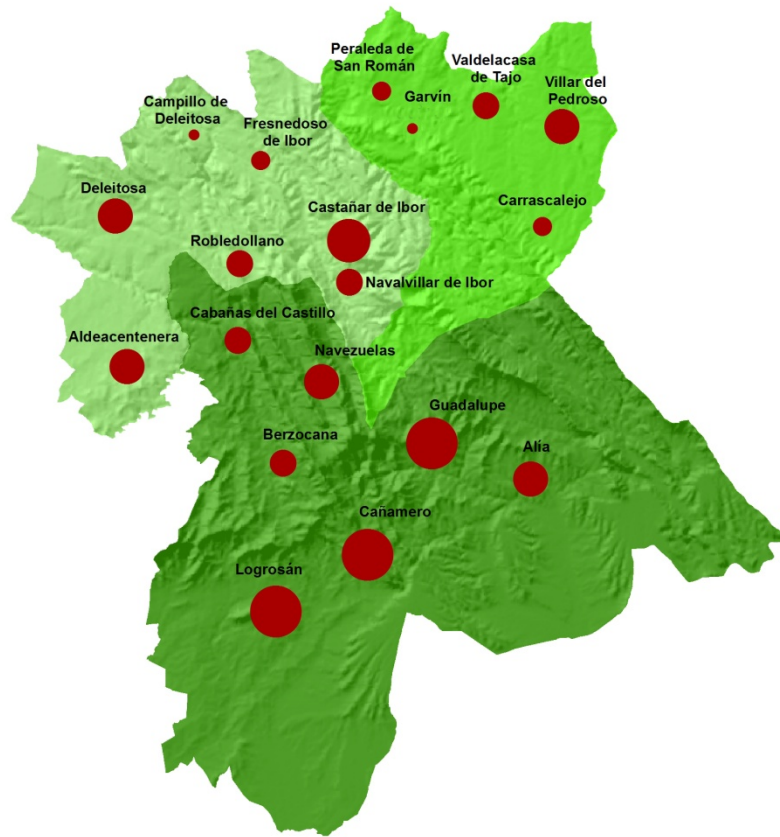 Peraleda de
San Román
Valdelacasa
de Tajo
Villar del
Pedroso
Garvín
Campillo de
Deleitosa
Fresnedoso
de Ibor
Deleitosa
Castañar de Ibor
Carrascalejo
Robledollano
Navalvillar de Ibor
Cabañas del Castillo
Aldeacentenera
Navezuelas
Guadalupe
Berzocana
Alía
Cañamero
Logrosán